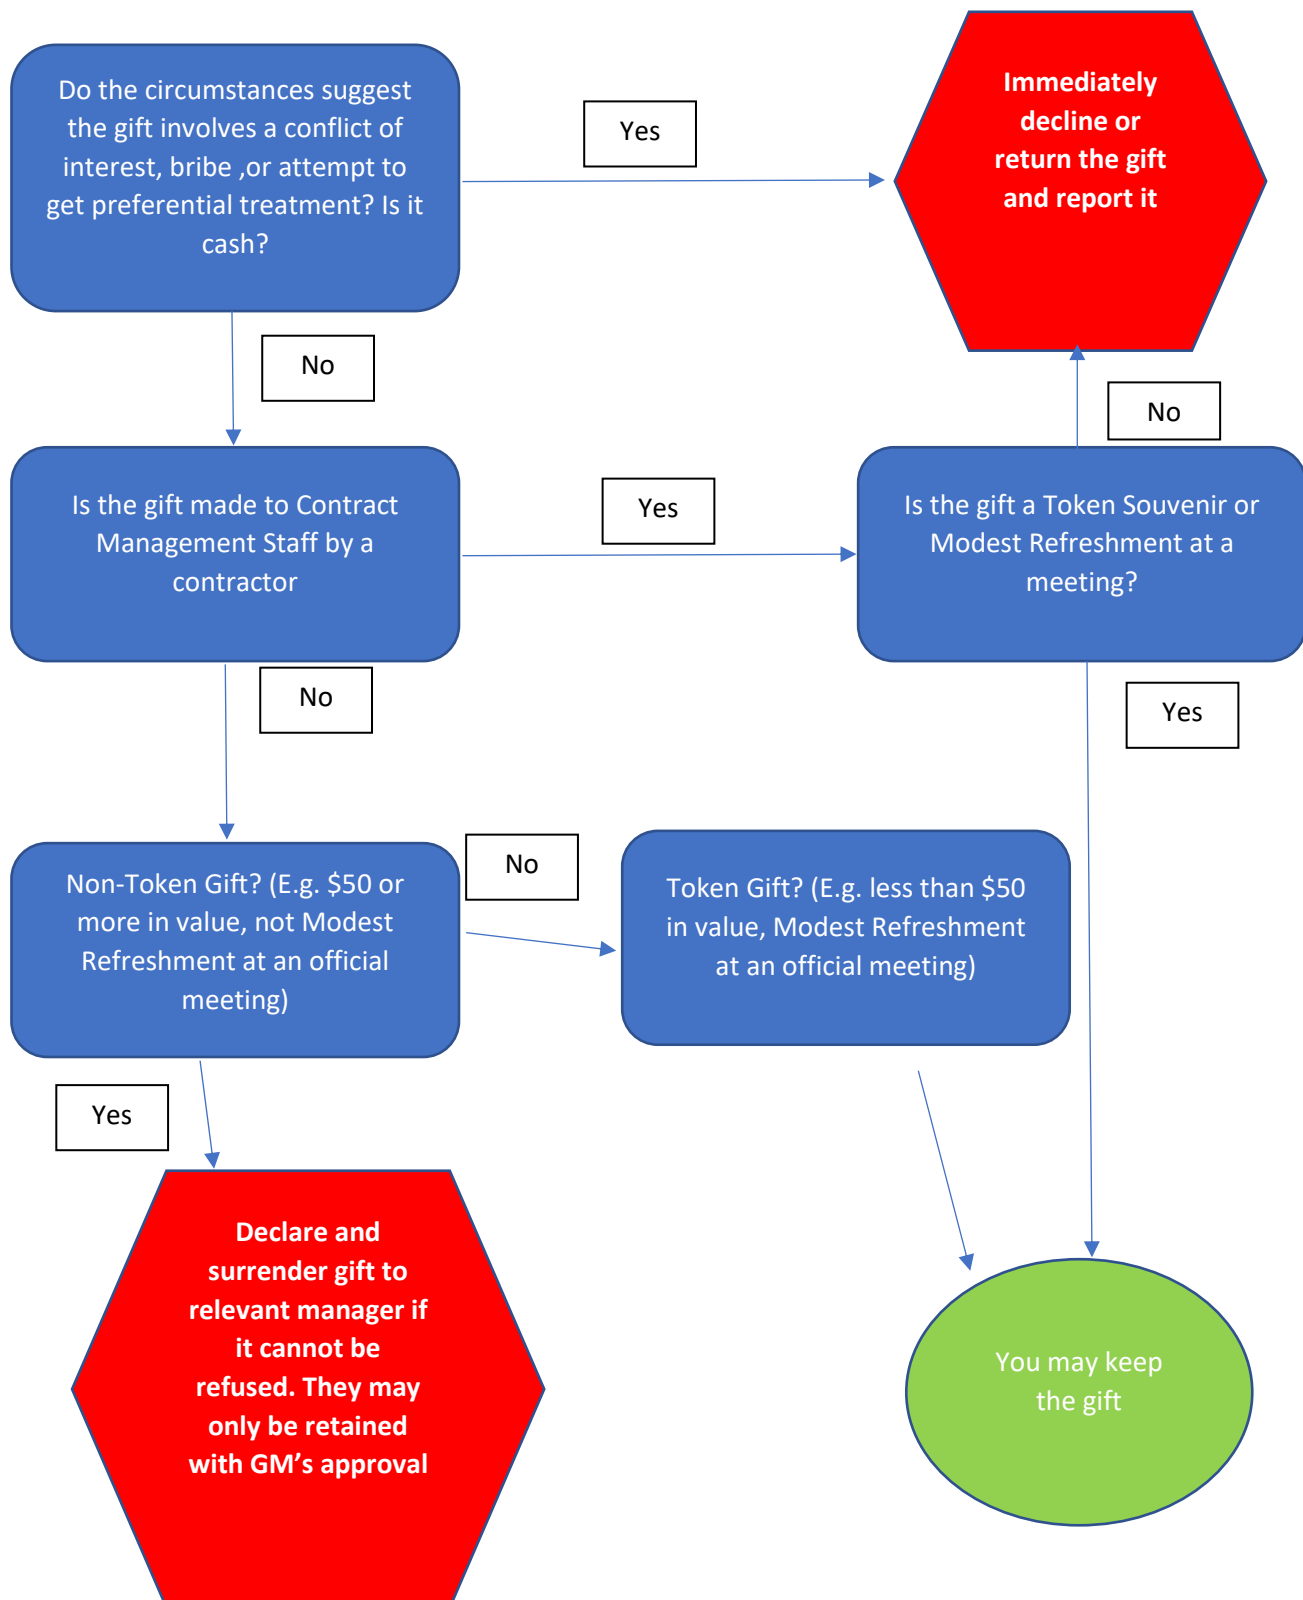 Do the circumstances suggest
the gift involves a conflict of
interest, bribe ,or attempt to
get preferential treatment? Is it
cash?
Yes
Immediately
decline or
return the gift
and report it
No
No
Is the gift made to Contract
Management Staff by a
contractor
Yes
Is the gift a Token Souvenir or
Modest Refreshment at a
meeting?
No
Yes
Non-Token Gift? (E.g. $50 or
more in value, not Modest
Refreshment at an official
meeting)
No
Token Gift? (E.g. less than $50
in value, Modest Refreshment
at an official meeting)
Yes
Declare and
surrender gift to
relevant manager if
it cannot be
refused. They may
only be retained
with GM’s approval
You may keep
the gift